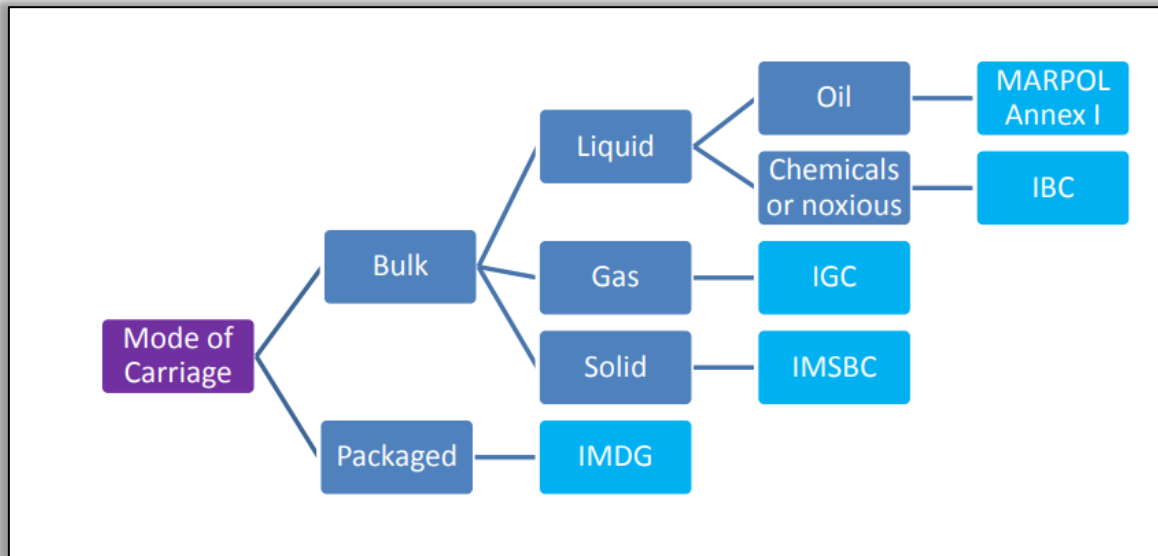 Oil
MARPOL
Annex I
Liquid
Chemicals
or noxious
IBC
Bulk
Gas
IGC
Mode of
Carriage
Solid
IMSBC
Packaged
IMDG